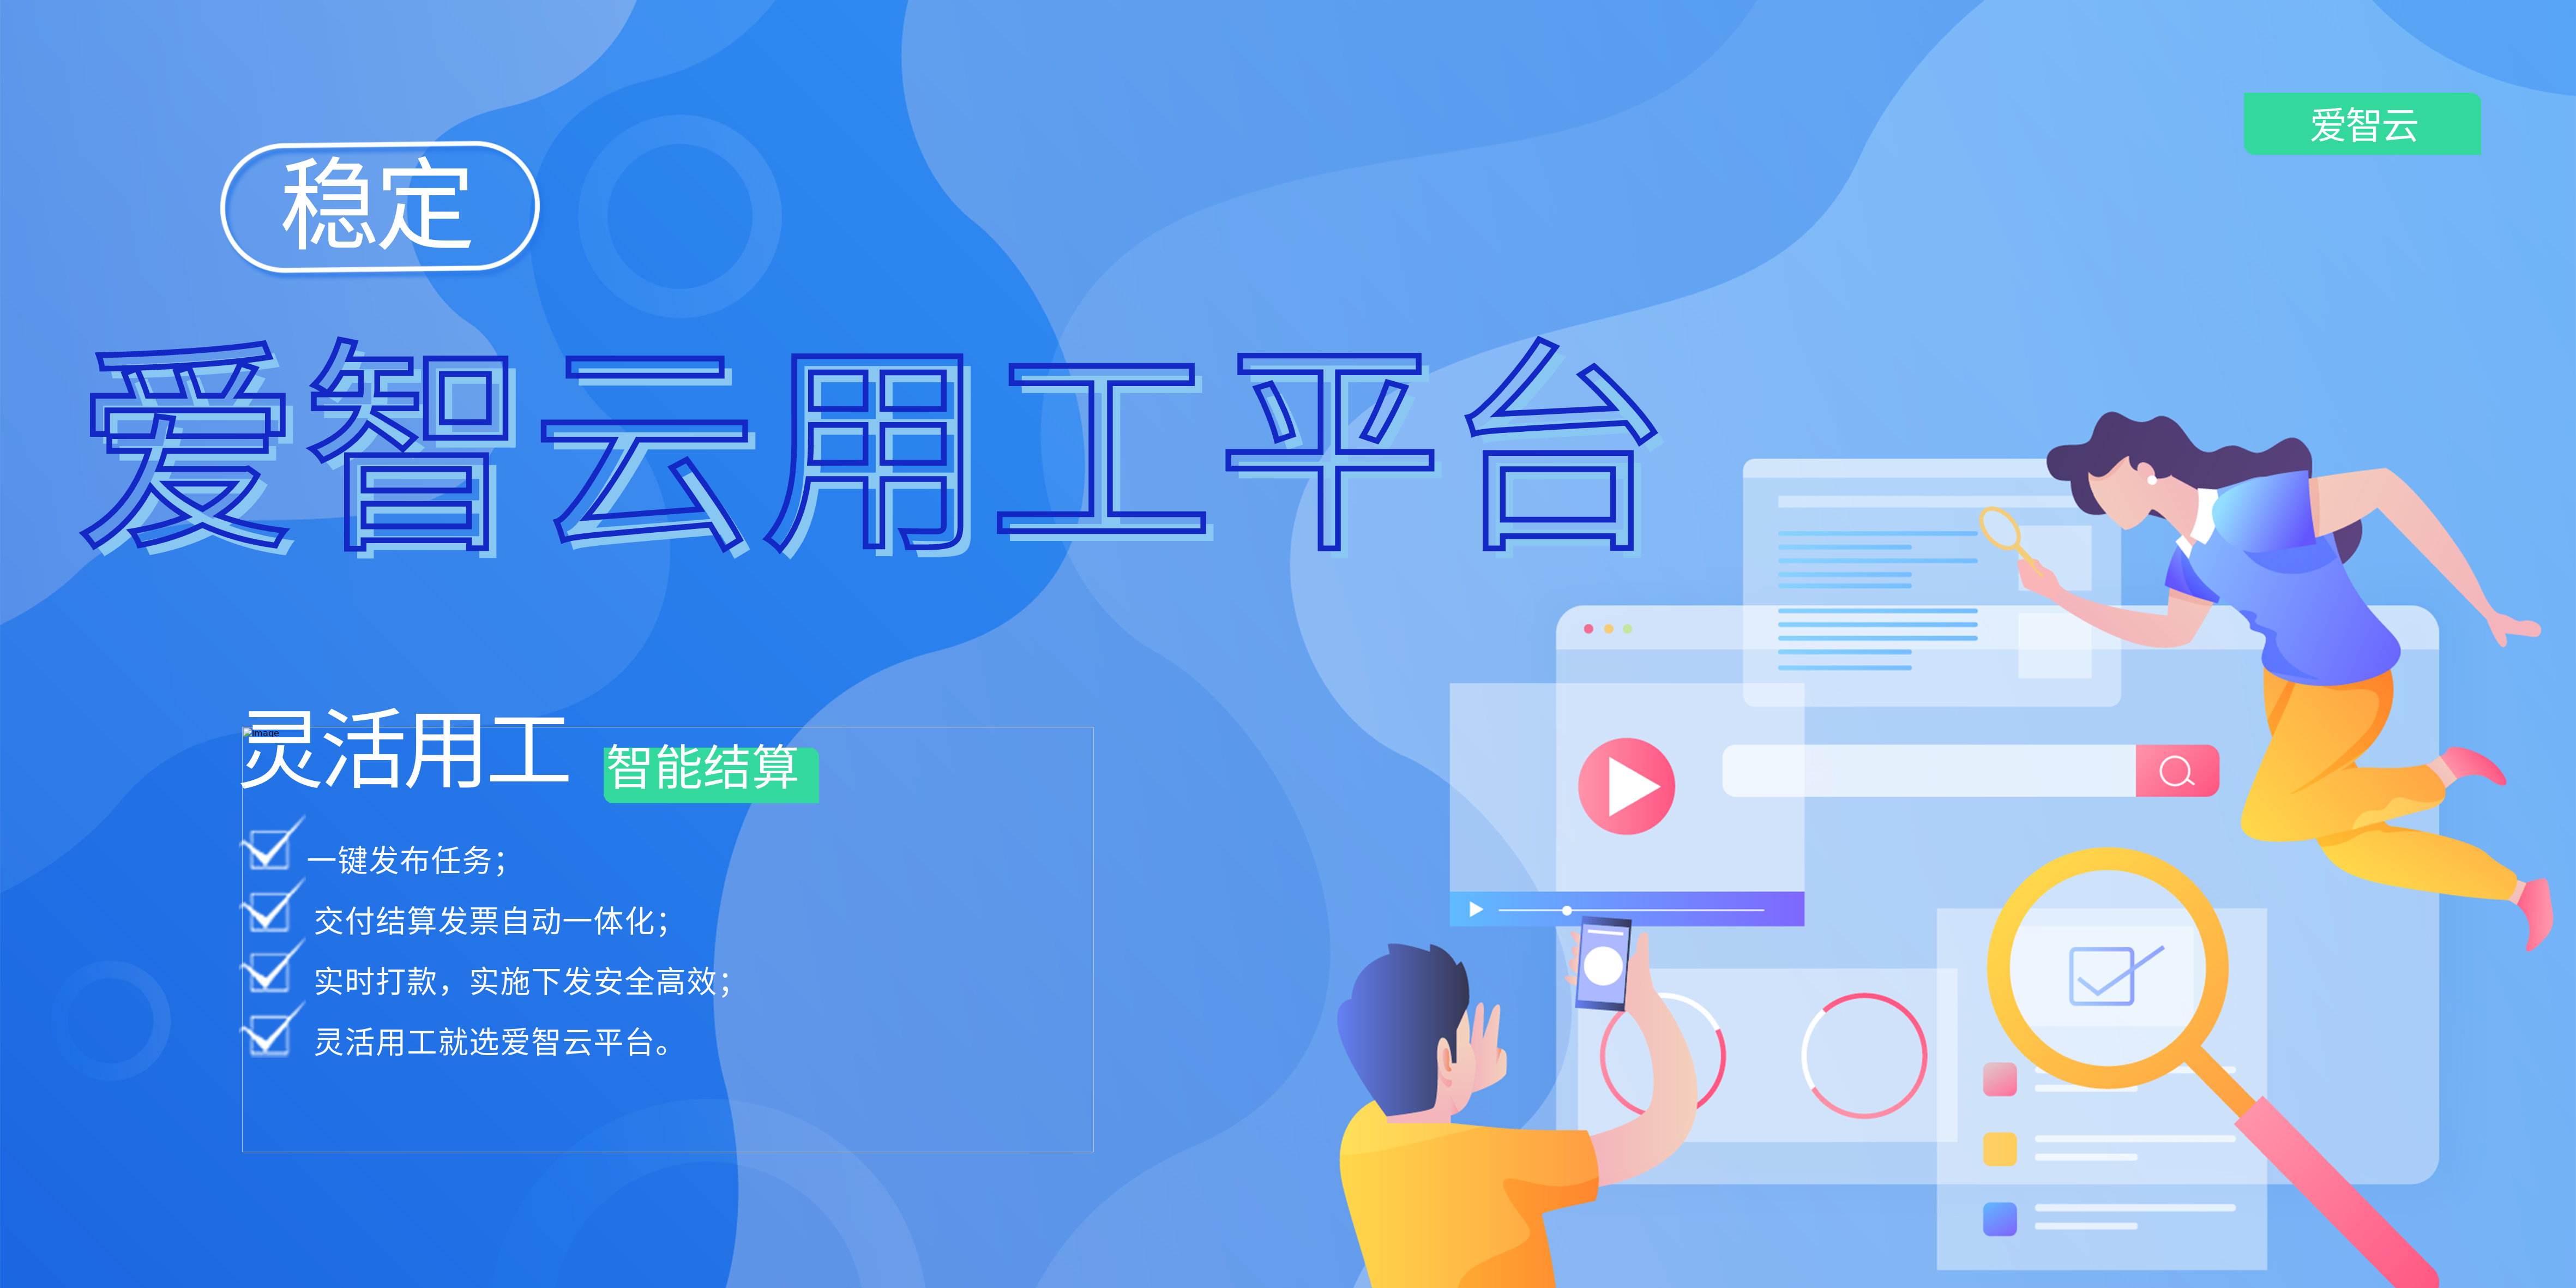 爱智云
稳定
爱智云用工平台
灵活用工
智能结算
image
一键发布任务；
交付结算发票自动一体化；
实时打款，实施下发安全高效；
灵活用工就选爱智云平台。